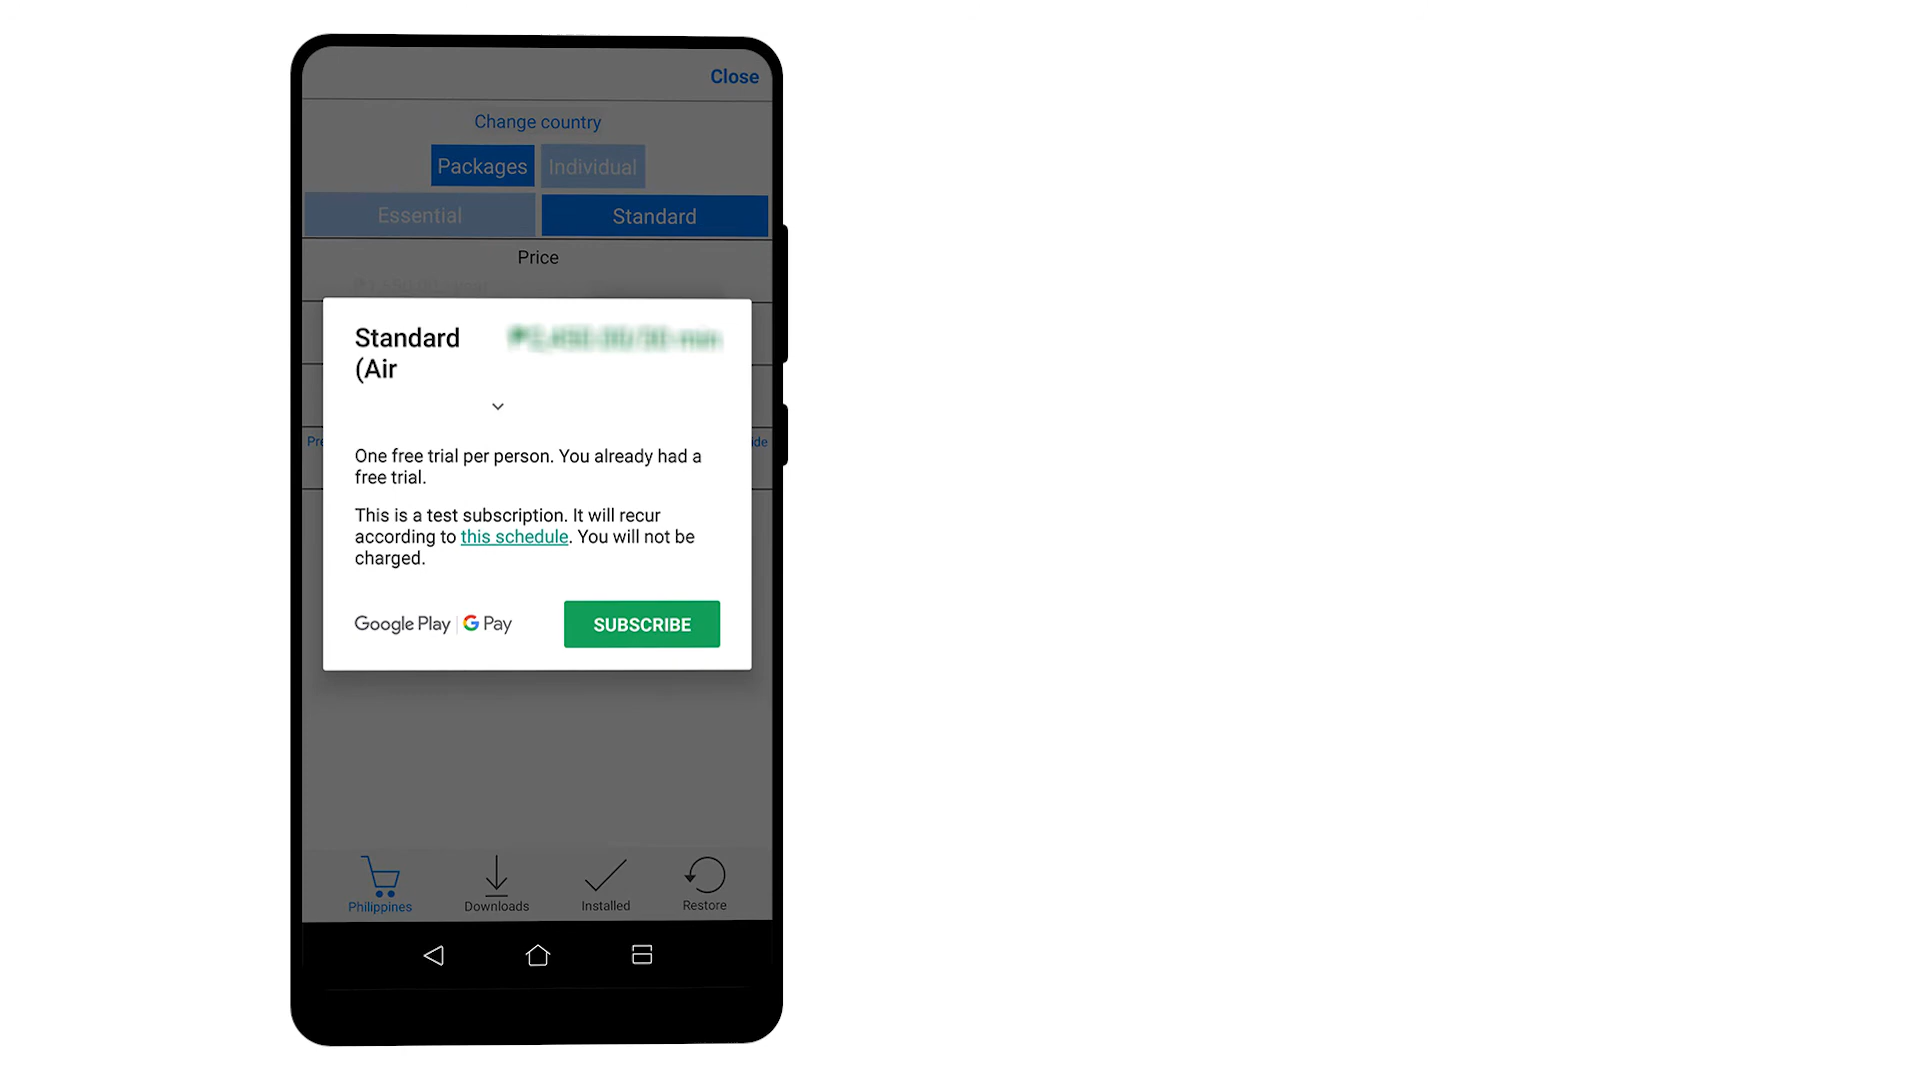 Close
Change country
Packages Individual
Essential Standard
Price
Standard
(Air
Pre
ide
One free trial per person. You already had a
free trial.
This is a test subscription. It will recur
according to this schedule. You will not be
charged.
Google Play | G Pay
SUBSCRIBE
Philippines Downloads Installed Restore